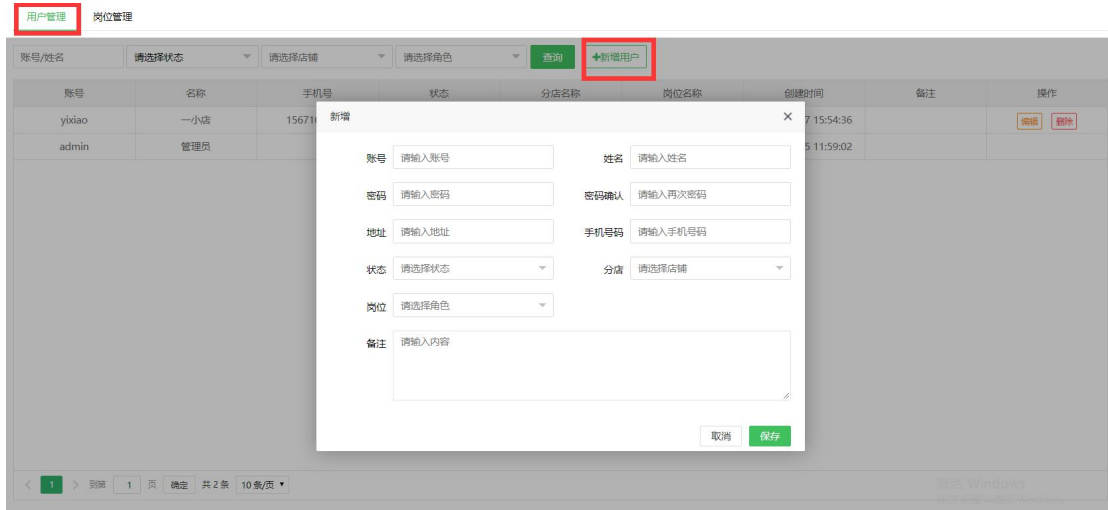 用户管理 岗位管理
账号/姓名 请选择状态 请选择店铺 请选择角色 查询 +新增用户
账号 名称 手机号 状态 分店名称 岗位名称 创建时间 备注 操作
yixiao 一小店 15671 7 15:54:36 编辑 删除
admin 管理员 5 11:59:02
新增
账号 请输入账号 姓名 请输入姓名
密码 请输入密码 密码确认 请输入再次密码
地址 请输入地址 手机号码 请输入手机号码
状态 请选择状态 分店 请选择店铺
岗位 请选择角色
备注 请输入内容
取消 保存
1 到第 1 页 确定 共 2 条 10 条/页
激活 Windows